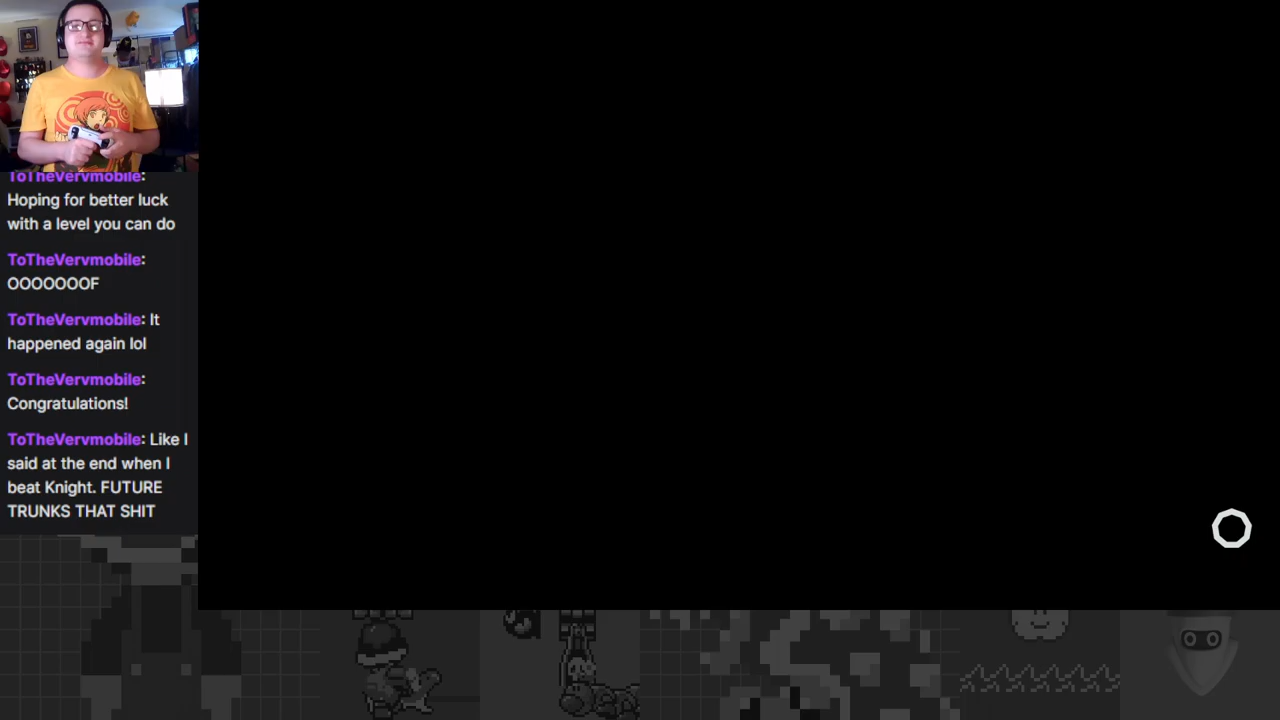 ToTheVervmobile:
Hoping for better luck
with a level you can do
ToTheVervmobile:
OOOOOOOF
ToTheVervmobile: It
happened again lol
ToTheVervmobile:
Congratulations!
ToTheVervmobile: Like I
said at the end when I
beat Knight. FUTURE
TRUNKS THAT SHIT